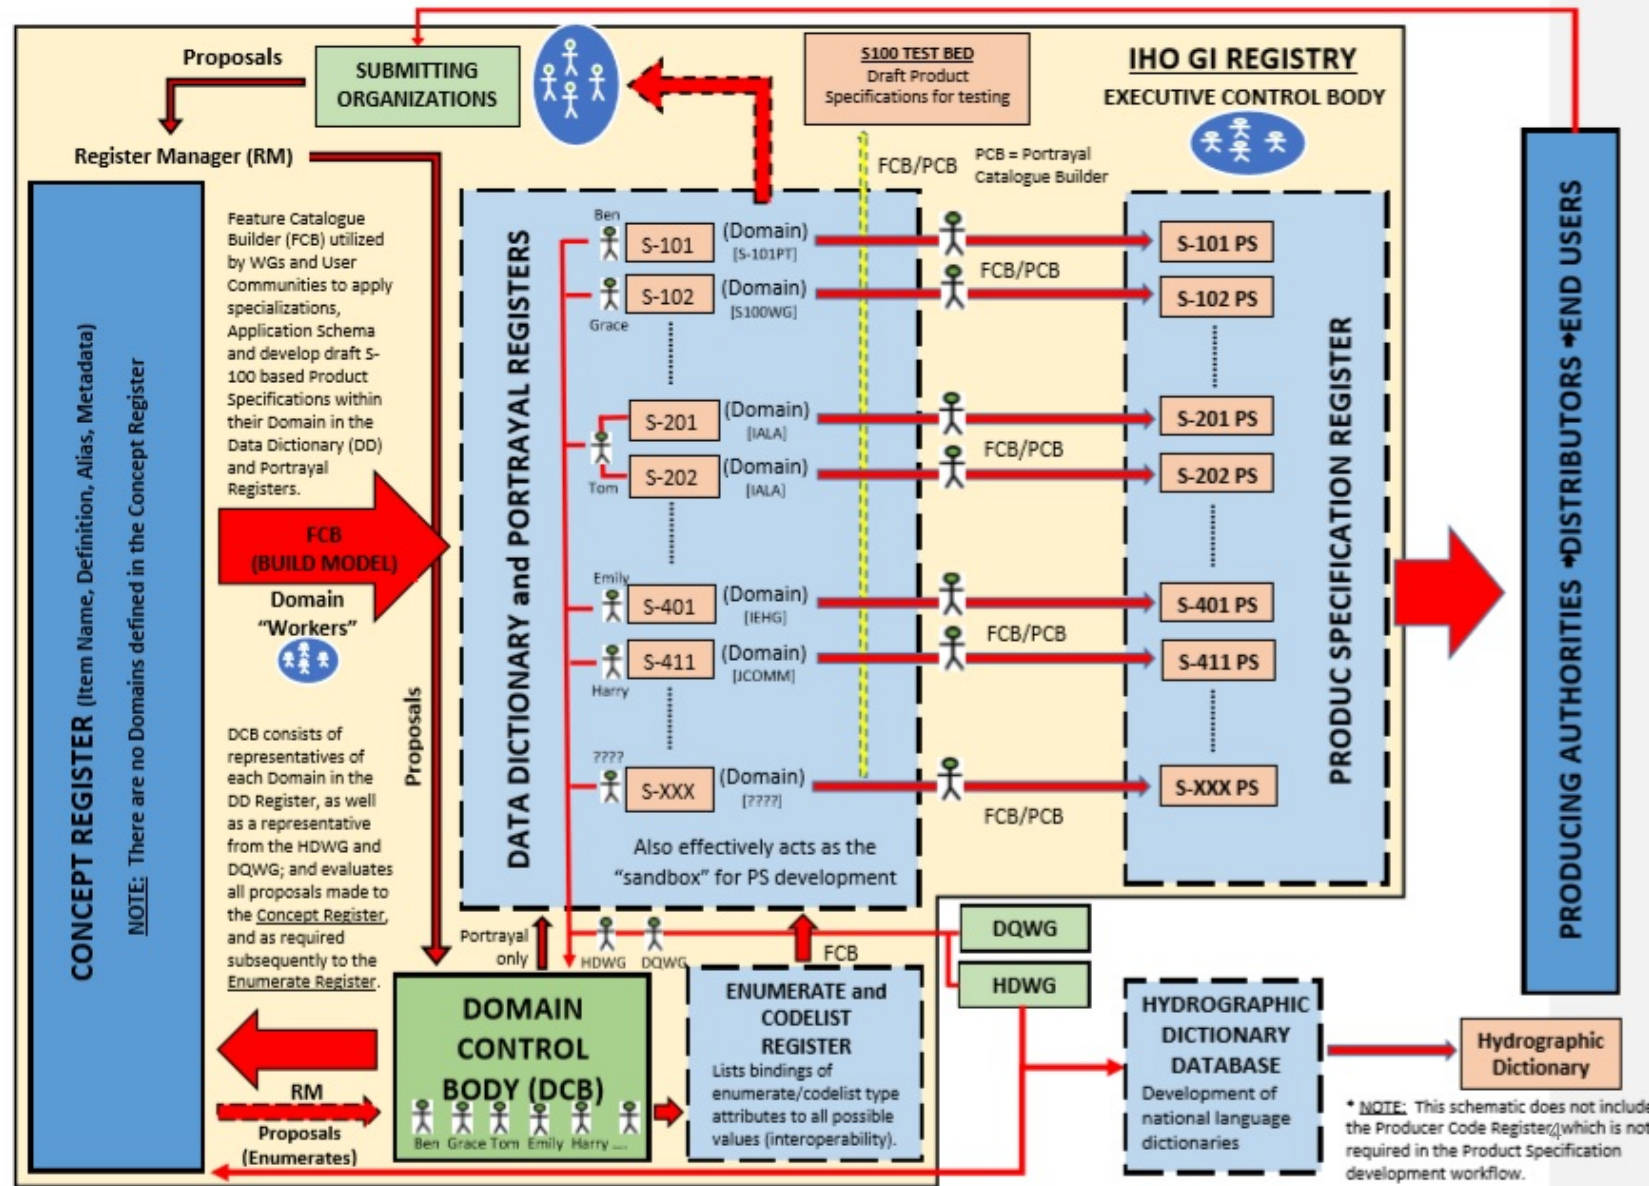 Proposals
SUBMITTING
ORGANIZATIONS
S100 TEST BED
Draft Product
Specifications for testing
IHO GI REGISTRY
EXECUTIVE CONTROL BODY
Register Manager (RM)
FCB/PCB
PCB = Portrayal
Catalogue Builder
CONCEPT REGISTER (Item Name, Definition, Alias, Metadata)
NOTE: There are no Domains defined in the Concept Register
Feature Catalogue
Builder (FCB) utilized
by WGs and User
Communities to apply
specializations,
Application Schema
and develop draft S-
100 based Product
Specifications within
their Domain in the
Data Dictionary (DD)
and Portrayal
Registers.
FCB
(BUILD MODEL)
Domain
“Workers”
DCB consists of
representatives of
each Domain in the
DD Register, as well
as a representative
from the HDWG and
DQWG; and evaluates
all proposals made to
the Concept Register,
and as required
subsequently to the
Enumerate Register.
RM
Proposals
(Enumerates)
Proposals
DATA DICTIONARY and PORTRAYAL REGISTERS
Ben
S-101
(Domain)
[S-101PT]
S-102
(Domain)
[S100WG]
Grace
S-201
(Domain)
[IALA]
Tom
S-202
(Domain)
[IALA]
Emily
S-401
(Domain)
[IEHG]
S-411
(Domain)
[JCOMM]
Harry
????
S-XXX
(Domain)
[????]
Also effectively acts as the
“sandbox” for PS development
FCB/PCB
FCB/PCB
FCB/PCB
FCB/PCB
S-101 PS
S-102 PS
S-201 PS
S-202 PS
S-401 PS
S-411 PS
S-XXX PS
PRODUC SPECIFICATION REGISTER
PRODUCING AUTHORITIES ➔DISTRIBUTORS ➔END USERS
Portrayal
only
HDWG
DQWG
FCB
DQWG
HDWG
DOMAIN
CONTROL
BODY (DCB)
Ben Grace Tom Emily Harry ....
ENUMERATE and
CODELIST
REGISTER
Lists bindings of
enumerate/codelist type
attributes to all possible
values (interoperability).
HYDROGRAPHIC
DICTIONARY
DATABASE
Development of
national language
dictionaries
Hydrographic
Dictionary
* NOTE: This schematic does not include
the Producer Code Register, which is not
required in the Product Specification
development workflow.
4